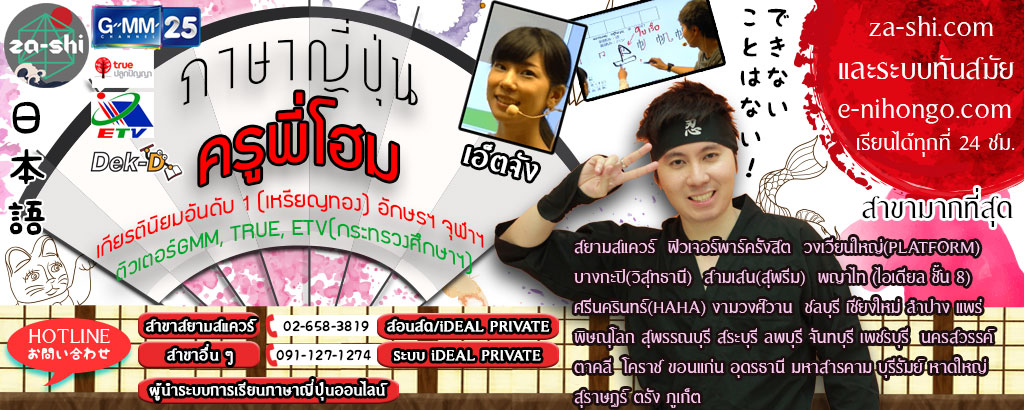 za-shi
G-MM-
CHANNEL
25
true
ปลูกปัญญา
ETV
Dek-D
日本語
ภาษาญี่ปุ่น
ครูพี่โฮม
เกียรตินิยมอันดับ 1 (เหรียญทอง) อักษรฯ จุฬาฯ
ติวเตอร์GMM, TRUE, ETV(กระทรวงศึกษาฯ)
เอ็ตจัง
忍
できない
ことはない!
za-shi.com
และระบบทันสมัย
e-nihongo.com
เรียนได้ทุกที่ 24 ชม.
สาขามากที่สุด
สยามสแควร์ ฟิวเจอร์พาร์ครังสิต วงเวียนใหญ่(PLATFORM)
บางกะปิ(วิสุทธานี) สามเสน(สุพรีม) พญาไท (ไอเดียล ชั้น 8)
ศรีนครินทร์(HAHA) งามวงศ์วาน ชลบุรี เชียงใหม่ ลำปาง แพร่
พิษณุโลก สุพรรณบุรี สระบุรี ลพบุรี จันทบุรี เพชรบุรี นครสวรรค์
ตาคลี โคราช ขอนแก่น อุดรธานี มหาสารคาม บุรีรัมย์ หาดใหญ่
สุราษฎร์ ตรัง ภูเก็ต
HOTLINE
お問い合わせ
สาขาสยามสแควร์
02-658-3819
สอนสด/iDEAL PRIVATE
สาขาอื่น ๆ
091-127-1274
ระบบ iDEAL PRIVATE
ผู้นำระบบการเรียนภาษาญี่ปุ่นออนไลน์